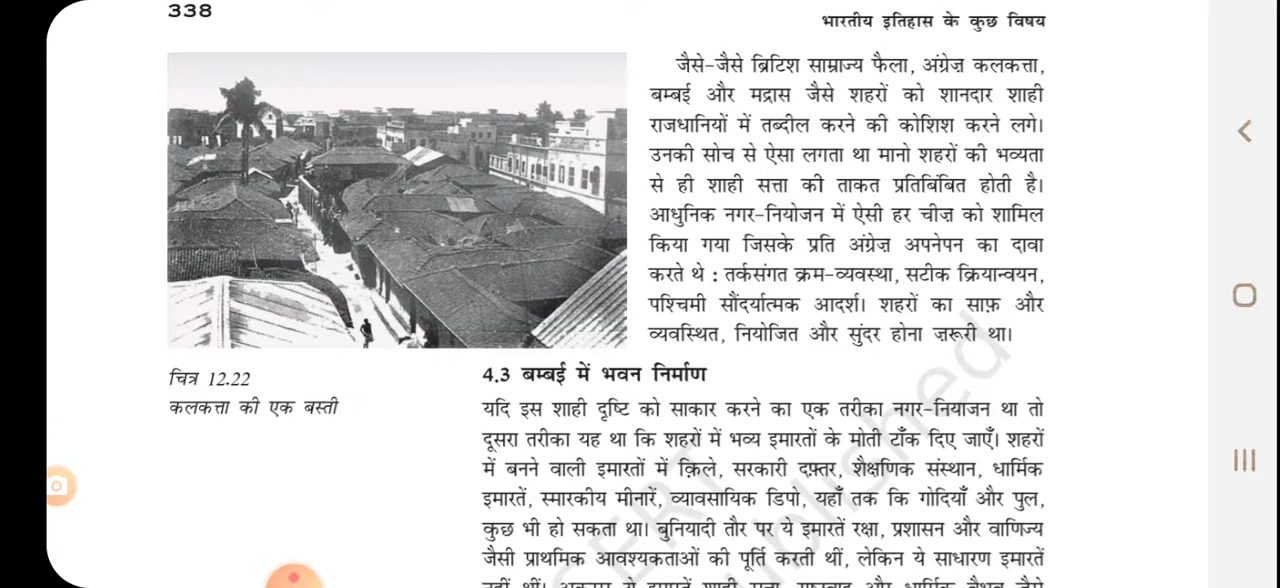 338
भारतीय इतिहास के कुछ विषय
जैसे-जैसे ब्रिटिश साम्राज्य फैला, अंग्रेज़ कलकत्ता,
बम्बई और मद्रास जैसे शहरों को शानदार शाही
राजधानियों में तब्दील करने की कोशिश करने लगे।
उनकी सोच से ऐसा लगता था मानो शहरों की भव्यता
से ही शाही सत्ता की ताकत प्रतिबिंबित होती है।
आधुनिक नगर-नियोजन में ऐसी हर चीज़ को शामिल
किया गया जिसके प्रति अंग्रेज़ अपनेपन का दावा
करते थे : तर्कसंगत क्रम-व्यवस्था, सटीक क्रियान्वयन,
पश्चिमी सौंदर्यात्मक आदर्श। शहरों का साफ़ और
व्यवस्थित, नियोजित और सुंदर होना ज़रूरी था।
चित्र 12.22
कलकत्ता की एक बस्ती
4.3 बम्बई में भवन निर्माण
यदि इस शाही दृष्टि को साकार करने का एक तरीका नगर-नियोजन था तो
दूसरा तरीका यह था कि शहरों में भव्य इमारतों के मोती टाँक दिए जाएँ। शहरों
में बनने वाली इमारतों में क़िले, सरकारी दफ़्तर, शैक्षणिक संस्थान, धार्मिक
इमारतें, स्मारकीय मीनारें, व्यावसायिक डिपो, यहाँ तक कि गोदियाँ और पुल,
कुछ भी हो सकता था। बुनियादी तौर पर ये इमारतें रक्षा, प्रशासन और वाणिज्य
जैसी प्राथमिक आवश्यकताओं की पूर्ति करती थीं, लेकिन ये साधारण इमारतें